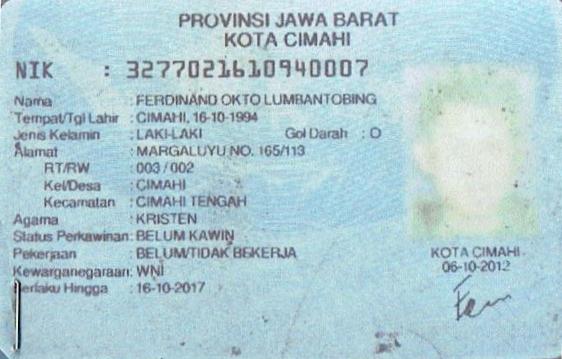 PROVINSI JAWA BARAT
KOTA CIMAHI
NIK : 3277021610940007
Nama : FERDINAND OKTO LUMBANTOBING
Tempat/Tgl Lahir : CIMAHI, 16-10-1994
Jenis Kelamin : LAKI-LAKI Gol Darah : O
Alamat : MARGALUYU NO. 165/113
RT/RW : 003 / 002
Kel/Desa : CIMAHI
Kecamatan : CIMAHI TENGAH
Agama : KRISTEN
Status Perkawinan: BELUM KAWIN
Pekerjaan : BELUM/TIDAK BEKERJA
Kewarganegaraan: WNI
Berlaku Hingga : 16-10-2017
KOTA CIMAHI
06-10-2012